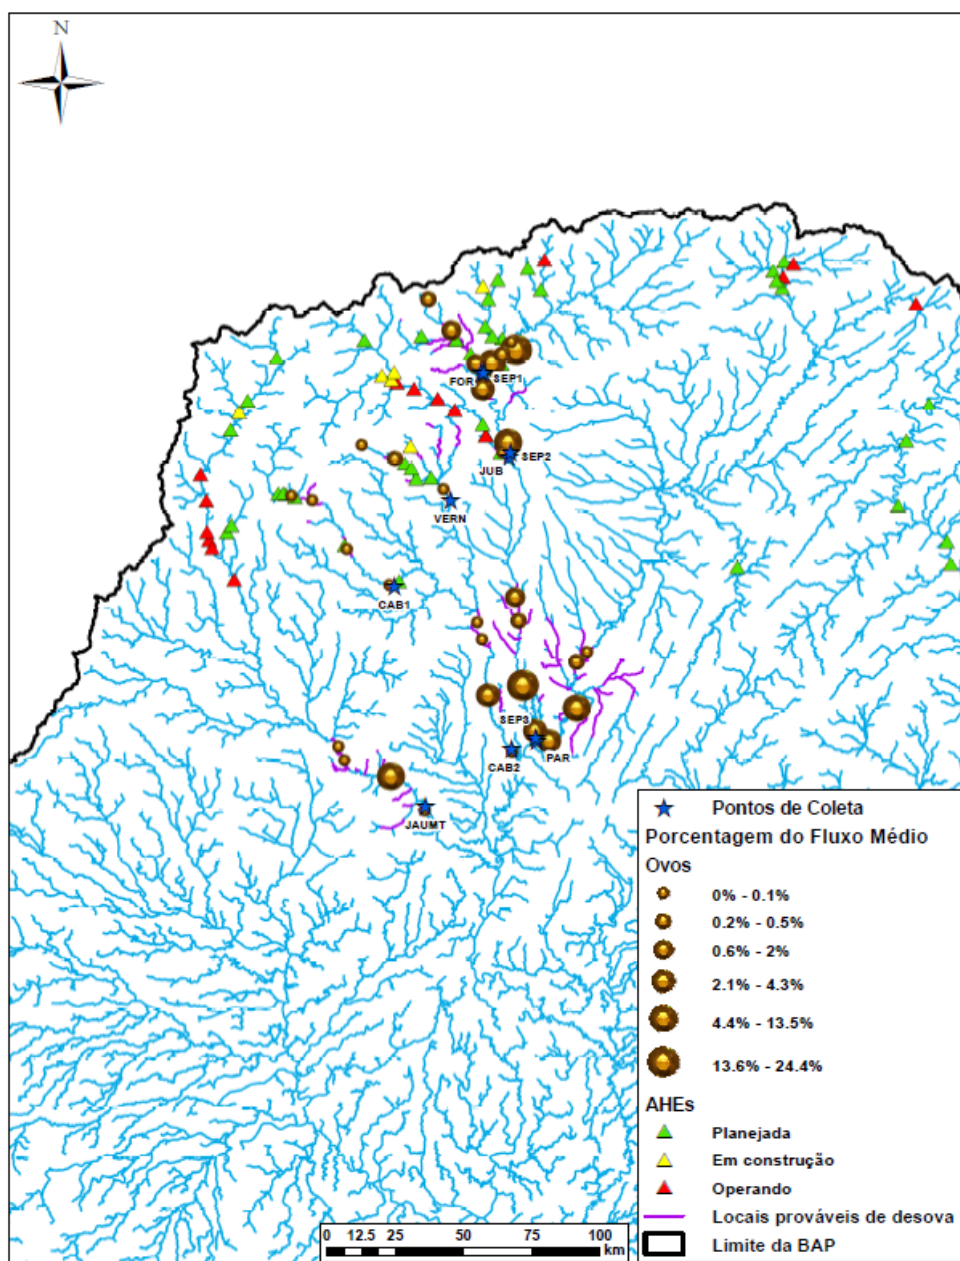 N
FOR
SEP1
SEP2
JUB
VERN
CAB1
SEP3
PAR
CAB2
JAUMT
Pontos de Coleta
Porcentagem do Fluxo Médio
Ovos
0% - 0.1%
0.2% - 0.5%
0.6% - 2%
2.1% - 4.3%
4.4% - 13.5%
13.6% - 24.4%
AHEs
Planejada
Em construção
Operando
Locais prováveis de desova
Limite da BAP
0 12.5 25 50 75 100
km